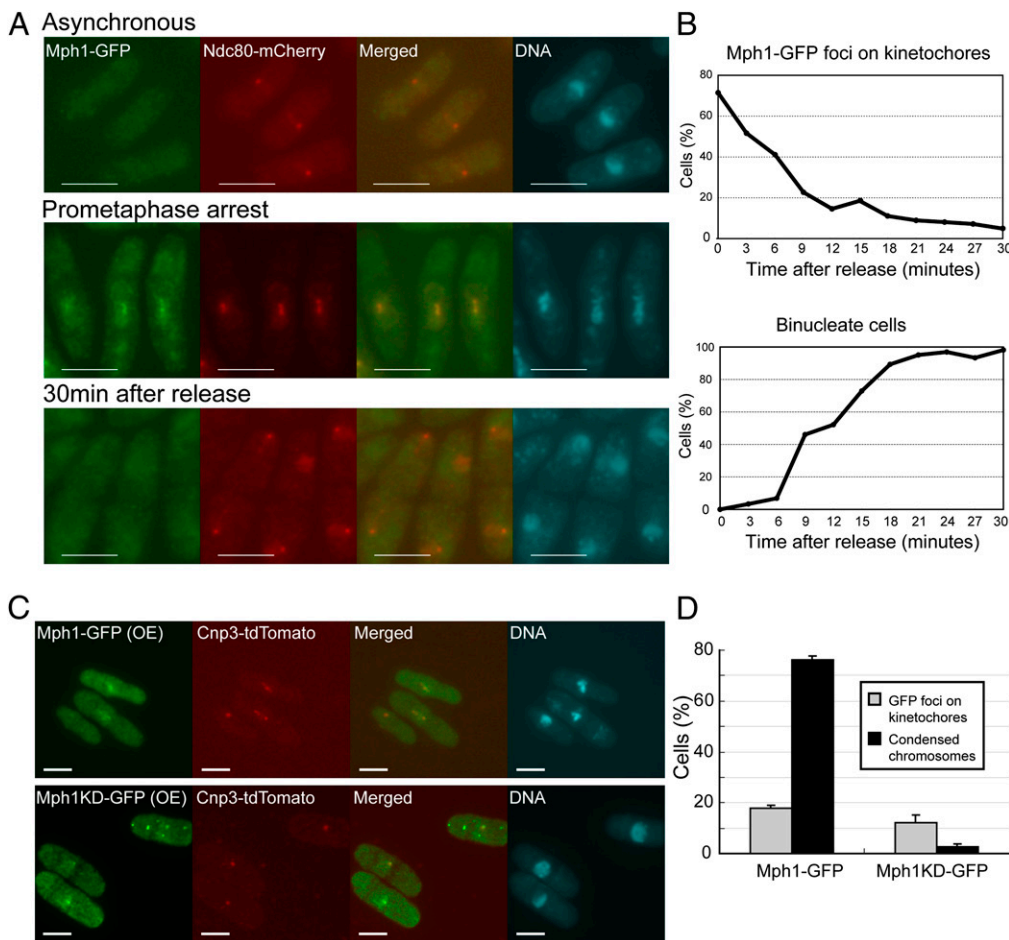 A
Asynchronous
Mph1-GFP
Ndc80-mCherry
Merged
DNA
Prometaphase arrest
30min after release
B
Mph1-GFP foci on kinetochores
Cells (%)
80
60
40
20
0
0 3 6 9 12 15 18 21 24 27 30
Time after release (minutes)
Binucleate cells
Cells (%)
100
80
60
40
20
0
0 3 6 9 12 15 18 21 24 27 30
Time after release (minutes)
C
Mph1-GFP (OE)
Cnp3-tdTomato
Merged
DNA
Mph1KD-GFP (OE)
Cnp3-tdTomato
Merged
DNA
D
Cells (%)
80
60
40
20
0
GFP foci on
kinetochores
Condensed
chromosomes
Mph1-GFP
Mph1KD-GFP